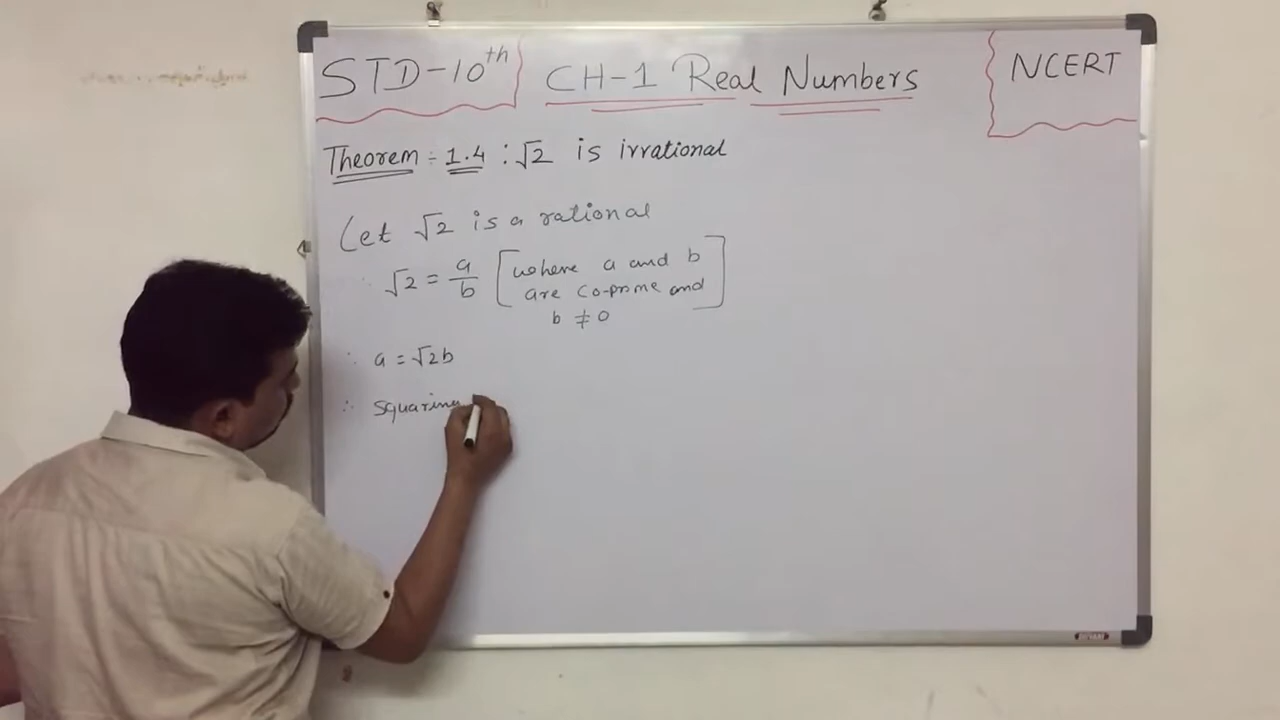 STD-10th CH-1 Real Numbers NCERT
Theorem ÷ 1.4 : √2 is irrational
Let √2 is a rational
∴ √2 = a/b [where a and b
are co-prime and
b ≠ 0]
∴ a = √2b
∴ squaring